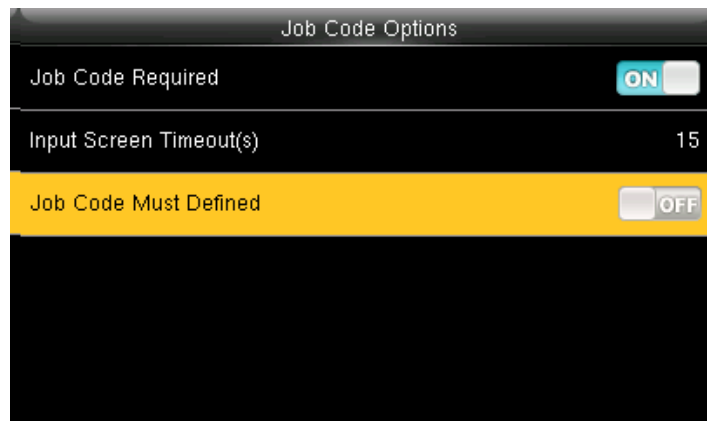 Job Code Options
Job Code Required ON
Input Screen Timeout(s) 15
Job Code Must Defined OFF